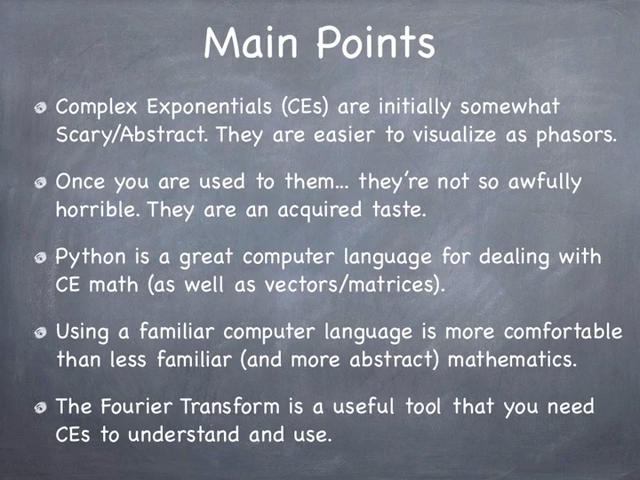 Main Points
Complex Exponentials (CEs) are initially somewhat
Scary/Abstract. They are easier to visualize as phasors.
Once you are used to them... they're not so awfully
horrible. They are an acquired taste.
Python is a great computer language for dealing with
CE math (as well as vectors/matrices).
Using a familiar computer language is more comfortable
than less familiar (and more abstract) mathematics.
The Fourier Transform is a useful tool that you need
CEs to understand and use.